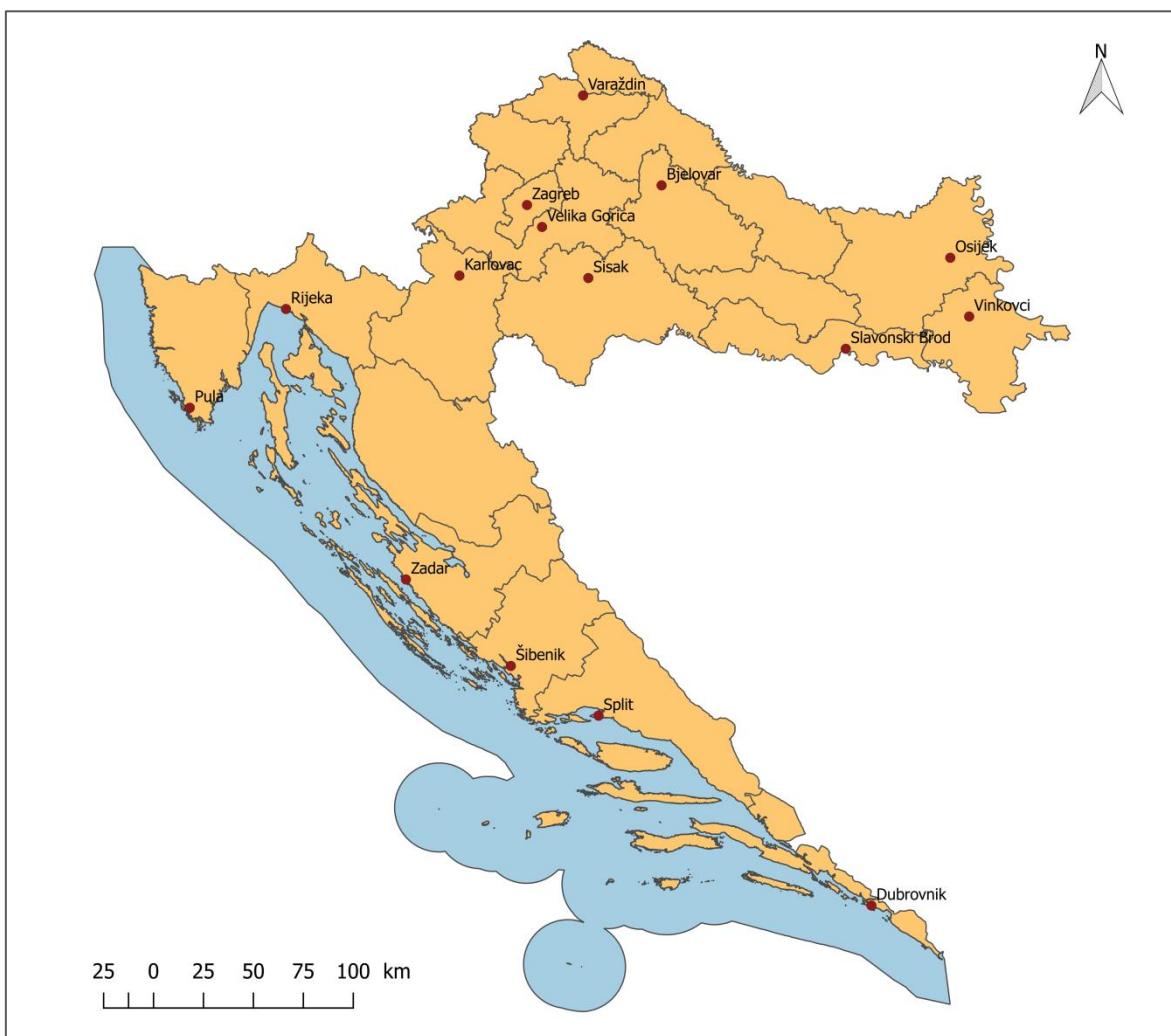 N
Varaždin
Bjelovar
Zagreb
Velika Gorica
Osijek
Karlovac
Sisak
Rijeka
Vinkovci
Slavonski Brod
Pula
Zadar
Šibenik
Split
Dubrovnik
25 0 25 50 75 100 km